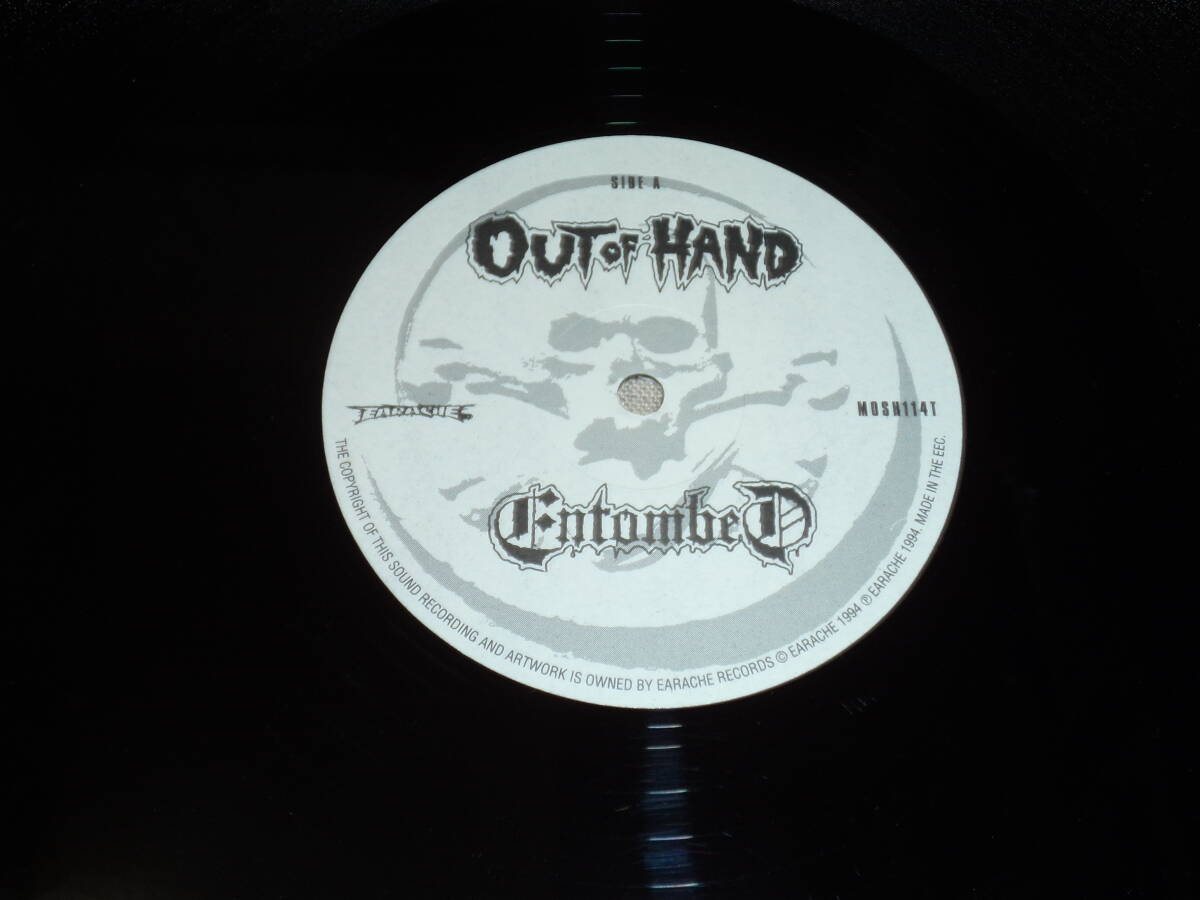 SIDE A
OUT OF HAND
EARACHE
MOSH114T
EntombeD
THE COPYRIGHT OF THIS SOUND RECORDING AND ARTWORK IS OWNED BY EARACHE RECORDS © EARACHE 1994 ℗ EARACHE 1994. MADE IN THE EEC.